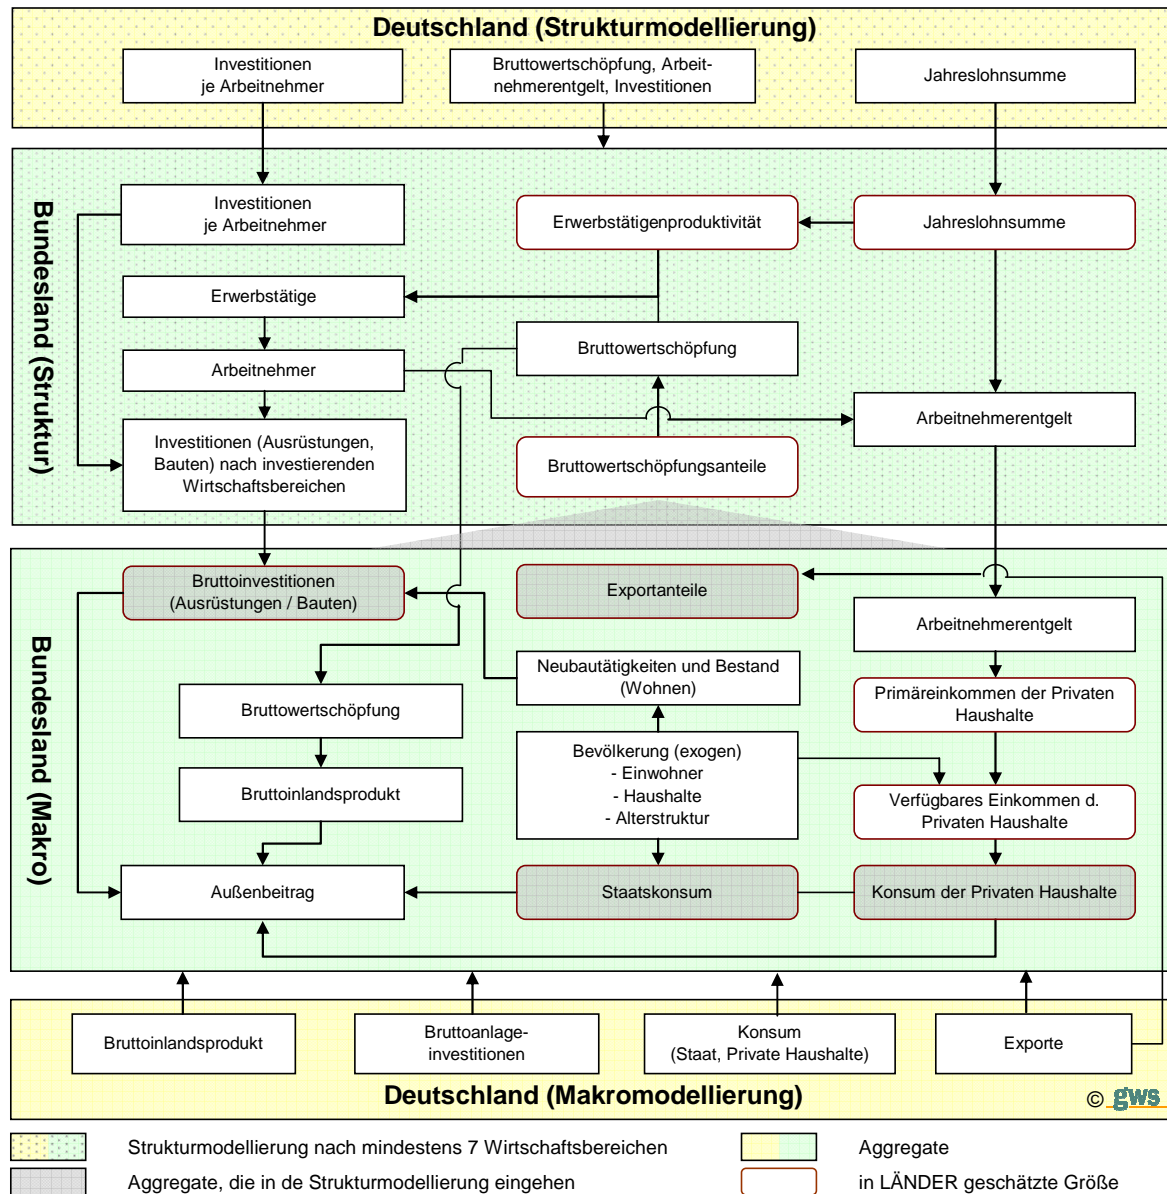 Deutschland (Strukturmodellierung)
Investitionen
je Arbeitnehmer
Bruttowertschöpfung, Arbeit-
nehmerentgelt, Investitionen
Jahreslohnsumme
Bundesland (Struktur)
Investitionen
je Arbeitnehmer
Erwerbstätigenproduktivität
Jahreslohnsumme
Erwerbstätige
Bruttowertschöpfung
Arbeitnehmer
Arbeitnehmerentgelt
Investitionen (Ausrüstungen,
Bauten) nach investierenden
Wirtschaftsbereichen
Bruttowertschöpfungsanteile
Bundesland (Makro)
Bruttoinvestitionen
(Ausrüstungen / Bauten)
Exportanteile
Arbeitnehmerentgelt
Neubautätigkeiten und Bestand
(Wohnen)
Primäreinkommen der Privaten
Haushalte
Bruttowertschöpfung
Bevölkerung (exogen)
- Einwohner
- Haushalte
- Alterstruktur
Bruttoinlandsprodukt
Verfügbares Einkommen d.
Privaten Haushalte
Außenbeitrag
Staatskonsum
Konsum der Privaten Haushalte
Bruttoinlandsprodukt
Bruttoanlage-
investitionen
Konsum
(Staat, Private Haushalte)
Exporte
Deutschland (Makromodellierung)
© gws
Strukturmodellierung nach mindestens 7 Wirtschaftsbereichen
Aggregate
Aggregate, die in de Strukturmodellierung eingehen
in LÄNDER geschätzte Größe